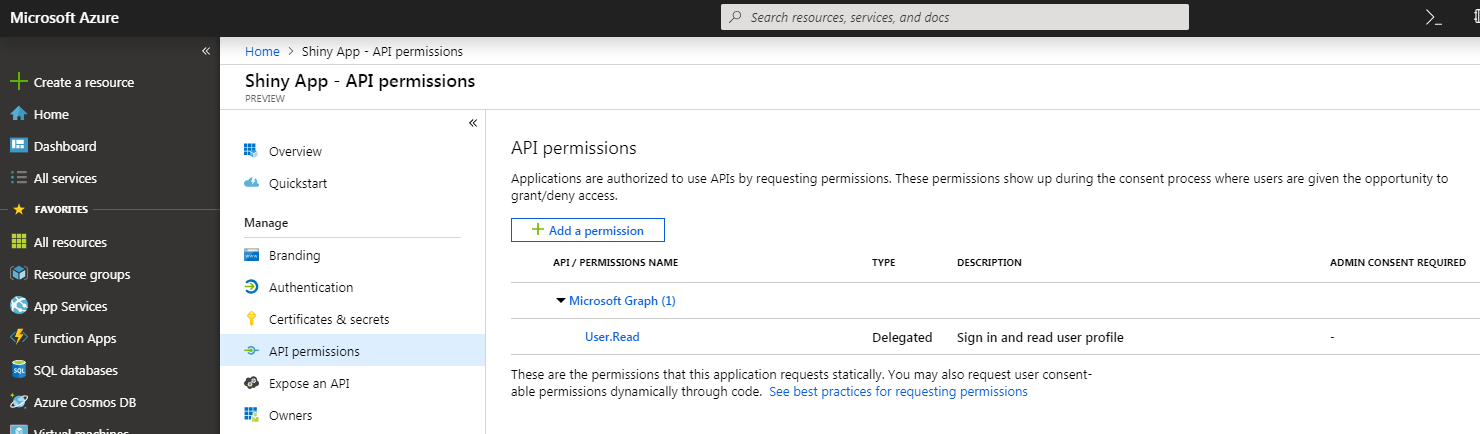 Microsoft Azure
Search resources, services, and docs
Home > Shiny App - API permissions
Shiny App - API permissions
PREVIEW
Create a resource
Home
Dashboard
All services
FAVORITES
All resources
Resource groups
App Services
Function Apps
SQL databases
Azure Cosmos DB
Virtual machines
Overview
Quickstart
Manage
Branding
Authentication
Certificates & secrets
API permissions
Expose an API
Owners
API permissions
Applications are authorized to use APIs by requesting permissions. These permissions show up during the consent process where users are given the opportunity to
grant/deny access.
+ Add a permission
API / PERMISSIONS NAME TYPE DESCRIPTION ADMIN CONSENT REQUIRED
Microsoft Graph (1)
User.Read Delegated Sign in and read user profile -
These are the permissions that this application requests statically. You may also request user consent-
able permissions dynamically through code. See best practices for requesting permissions